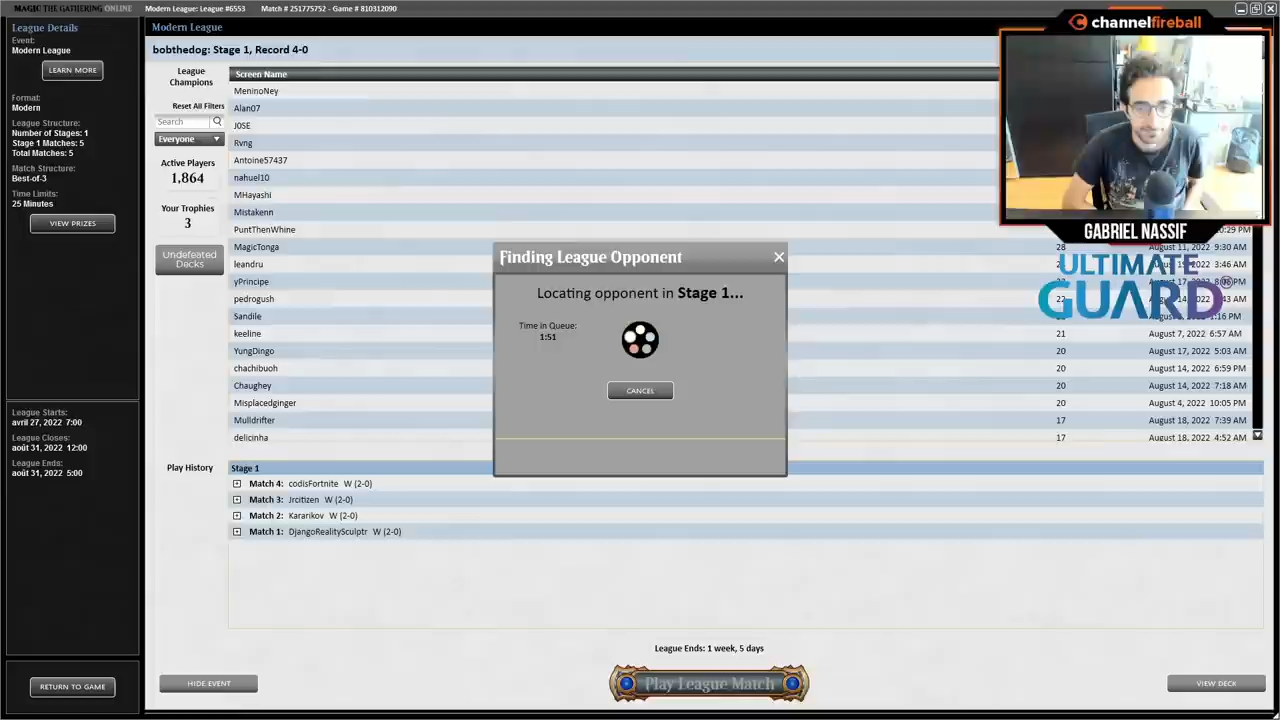 MAGIC THE GATHERING ONLINE
Modern League: League #6553
Match # 251775752 - Game # 810312090
League Details
Event:
Modern League
LEARN MORE
Format:
Modern
League Structure:
Number of Stages: 1
Stage 1 Matches: 5
Total Matches: 5
Match Structure:
Best-of-3
Time Limits:
25 Minutes
VIEW PRIZES
League Starts:
avril 27, 2022 7:00
League Closes:
août 31, 2022 12:00
League Ends:
août 31, 2022 5:00
RETURN TO GAME
Modern League
bobthedog: Stage 1, Record 4-0
League
Champions
Reset All Filters
Search
Everyone
Active Players
1,864
Your Trophies
3
Undefeated
Decks
Screen Name
MeninoNey
Alan07
J0SE
Rvng
Antoine57437
nahuel10
MHayashi
Mistakenn
PuntThenWhine
MagicTonga 28 August 11, 2022 9:30 AM
leandru 3:46 AM
yPrincipe
pedrogush
Sandile 1:16 PM
keeline 21 August 7, 2022 6:57 AM
YungDingo 20 August 17, 2022 5:03 AM
chachibuoh 20 August 14, 2022 6:59 PM
Caughey 20 August 14, 2022 7:18 AM
Misplacedginger 20 August 4, 2022 10:05 PM
Mulldrifter 17 August 18, 2022 7:39 AM
delicinha 17 August 18, 2022 4:52 AM
channelfireball
GABRIEL NASSIF
ULTIMATE
GUARD
Finding League Opponent
Locating opponent in Stage 1...
Time in Queue:
1:51
CANCEL
Play History
Stage 1
Match 4: codisFortnite W (2-0)
Match 3: Jrcitizen W (2-0)
Match 2: Kararikov W (2-0)
Match 1: DjangoRealitySculptr W (2-0)
League Ends: 1 week, 5 days
HIDE EVENT
Play League Match
VIEW DECK